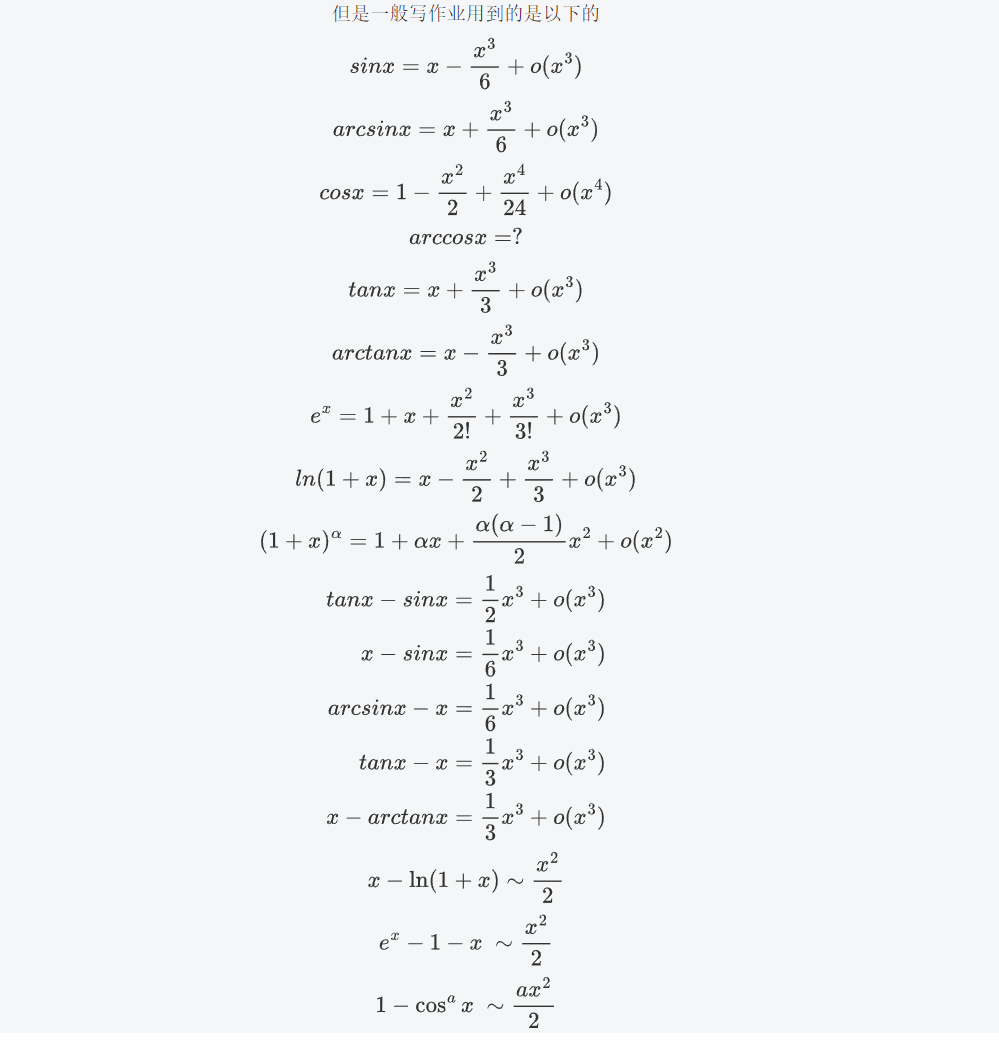 但是一般写作业用到的是以下的
$sinx = x - \frac{x^3}{6} + o(x^3)$
$arcsinx = x + \frac{x^3}{6} + o(x^3)$
$cosx = 1 - \frac{x^2}{2} + \frac{x^4}{24} + o(x^4)$
$arccosx =?$
$tanx = x + \frac{x^3}{3} + o(x^3)$
$arctanx = x - \frac{x^3}{3} + o(x^3)$
$e^x = 1 + x + \frac{x^2}{2!} + \frac{x^3}{3!} + o(x^3)$
$ln(1 + x) = x - \frac{x^2}{2} + \frac{x^3}{3} + o(x^3)$
$(1 + x)^\alpha = 1 + \alpha x + \frac{\alpha(\alpha - 1)}{2}x^2 + o(x^2)$
$tanx - sinx = \frac{1}{2}x^3 + o(x^3)$
$x - sinx = \frac{1}{6}x^3 + o(x^3)$
$arcsinx - x = \frac{1}{6}x^3 + o(x^3)$
$tanx - x = \frac{1}{3}x^3 + o(x^3)$
$x - arctanx = \frac{1}{3}x^3 + o(x^3)$
$x - \ln(1 + x) \sim \frac{x^2}{2}$
$e^x - 1 - x \sim \frac{x^2}{2}$
$1 - \cos^a x \sim \frac{ax^2}{2}$